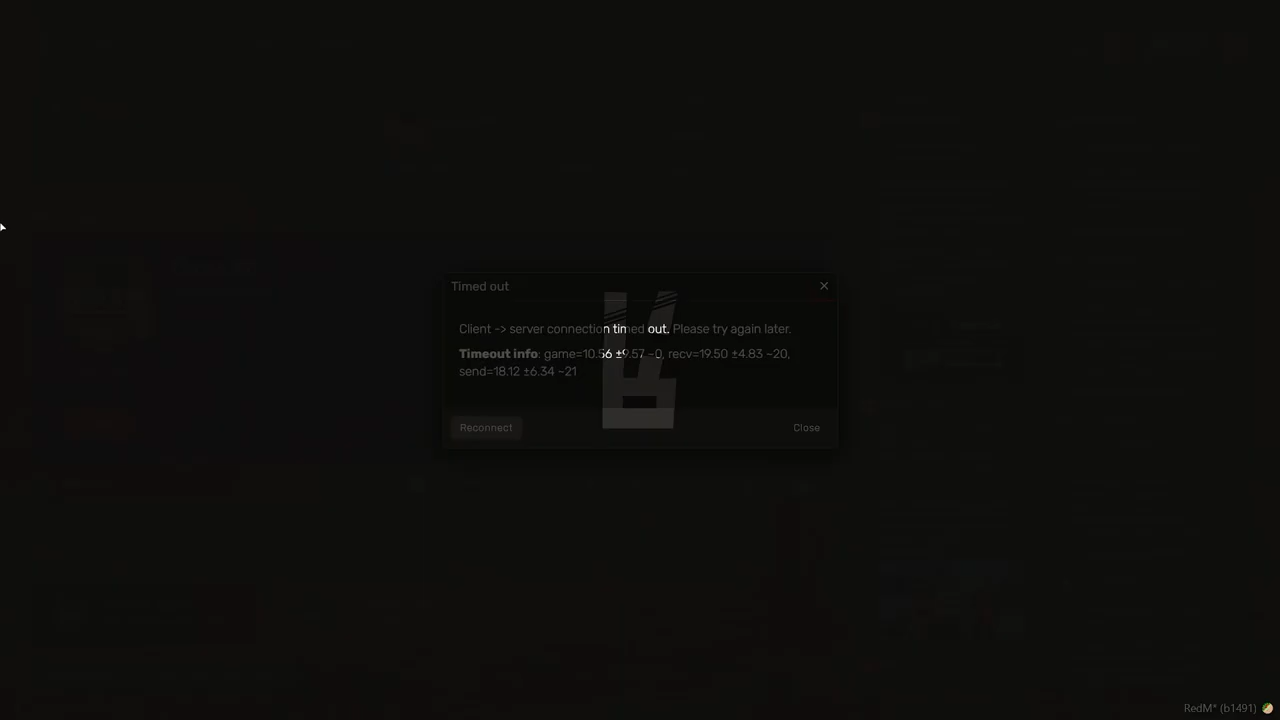 Timed out
Client -> server connection timed out. Please try again later.
Timeout info: game=10.56 ±9.57 ~0, recv=19.50 ±4.83 ~20,
send=18.12 ±6.34 ~21
Reconnect
Close
RedM* (b1491)